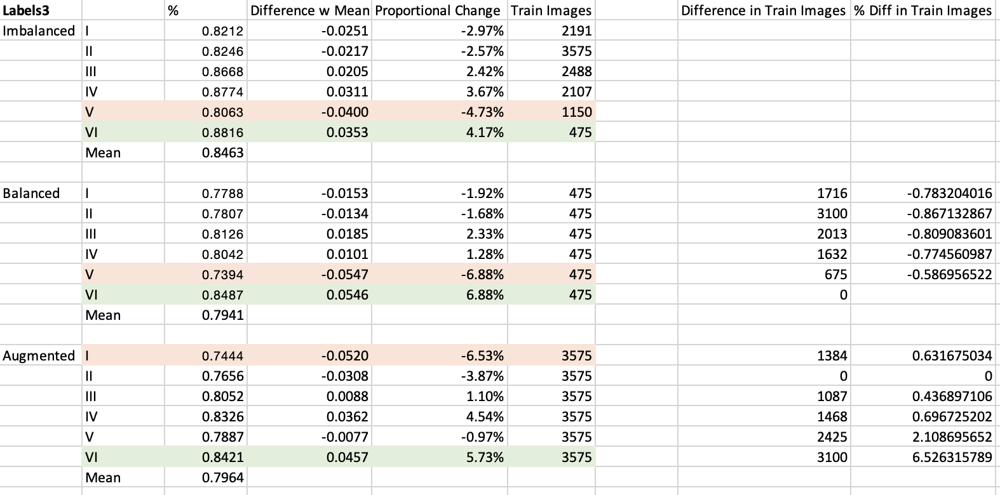 Labels3 % Difference w Mean Proportional Change Train Images Difference in Train Images % Diff in Train Images
Imbalanced I 0.8212 -0.0251 -2.97% 2191
II 0.8246 -0.0217 -2.57% 3575
III 0.8668 0.0205 2.42% 2488
IV 0.8774 0.0311 3.67% 2107
V 0.8063 -0.0400 -4.73% 1150
VI 0.8816 0.0353 4.17% 475
Mean 0.8463
Balanced I 0.7788 -0.0153 -1.92% 475 1716 -0.783204016
II 0.7807 -0.0134 -1.68% 475 3100 -0.867132867
III 0.8126 0.0185 2.33% 475 2013 -0.809083601
IV 0.8042 0.0101 1.28% 475 1632 -0.774560987
V 0.7394 -0.0547 -6.88% 475 675 -0.586956522
VI 0.8487 0.0546 6.88% 475 0
Mean 0.7941
Augmented I 0.7444 -0.0520 -6.53% 3575 1384 0.631675034
II 0.7656 -0.0308 -3.87% 3575 0 0
III 0.8052 0.0088 1.10% 3575 1087 0.436897106
IV 0.8326 0.0362 4.54% 3575 1468 0.696725202
V 0.7887 -0.0077 -0.97% 3575 2425 2.108695652
VI 0.8421 0.0457 5.73% 3575 3100 6.526315789
Mean 0.7964